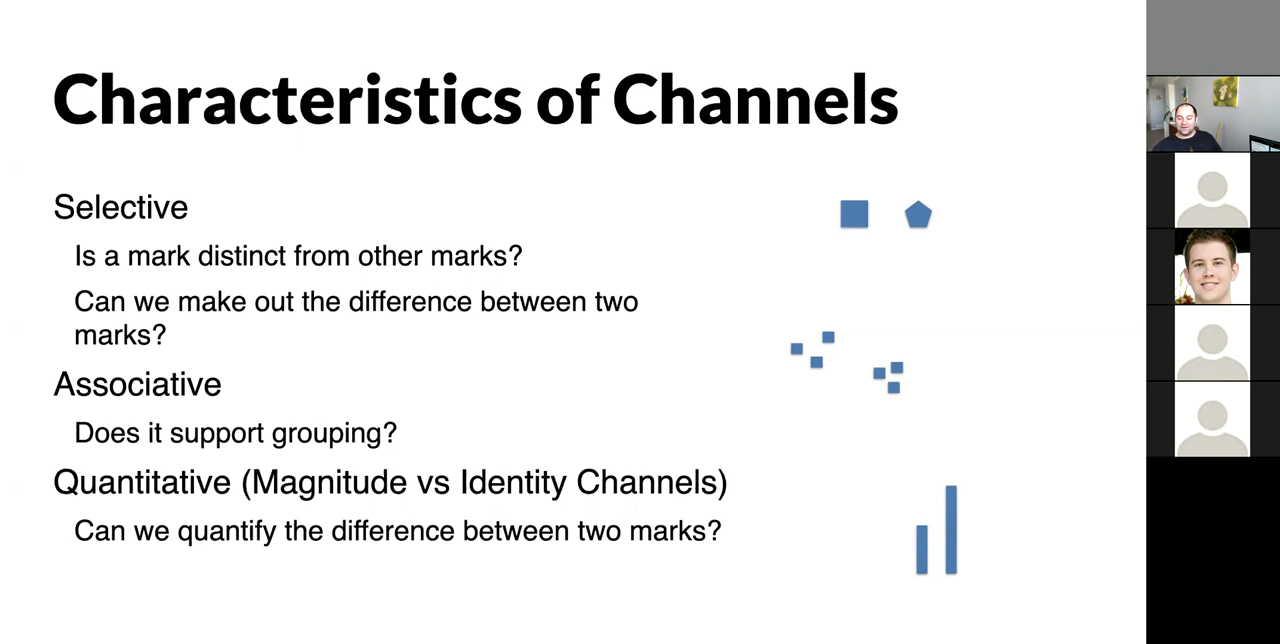 Characteristics of Channels
Selective
Is a mark distinct from other marks?
Can we make out the difference between two
marks?
Associative
Does it support grouping?
Quantitative (Magnitude vs Identity Channels)
Can we quantify the difference between two marks?